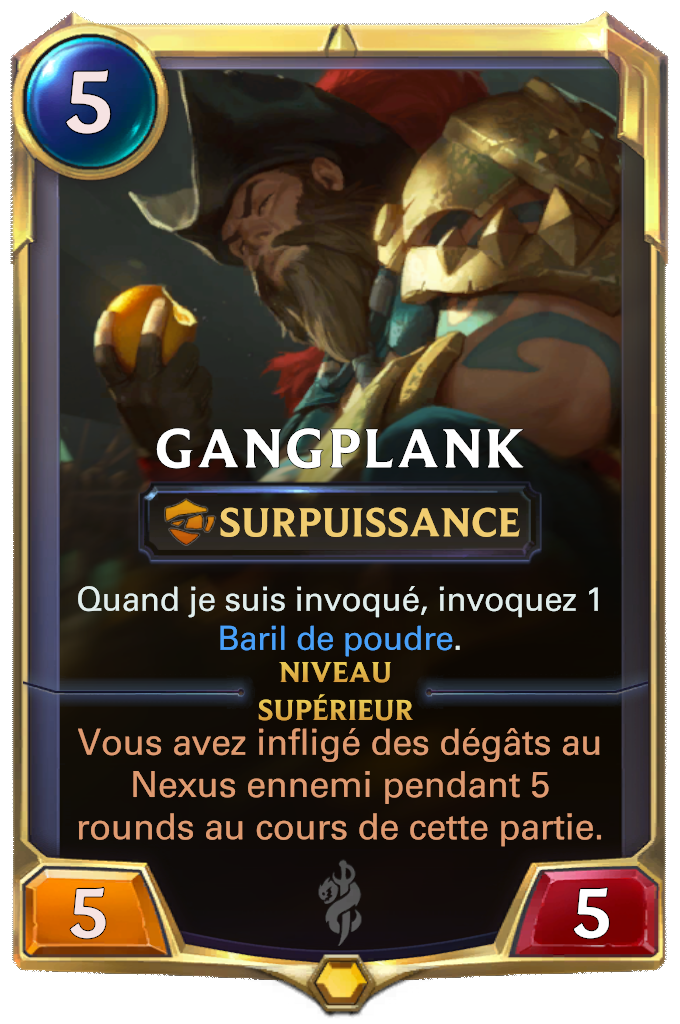 5
GANGPLANK
SURPUISSANCE
Quand je suis invoqué, invoquez 1
Baril de poudre.
NIVEAU
SUPÉRIEUR
Vous avez infligé des dégâts au
Nexus ennemi pendant 5
rounds au cours de cette partie.
5
5